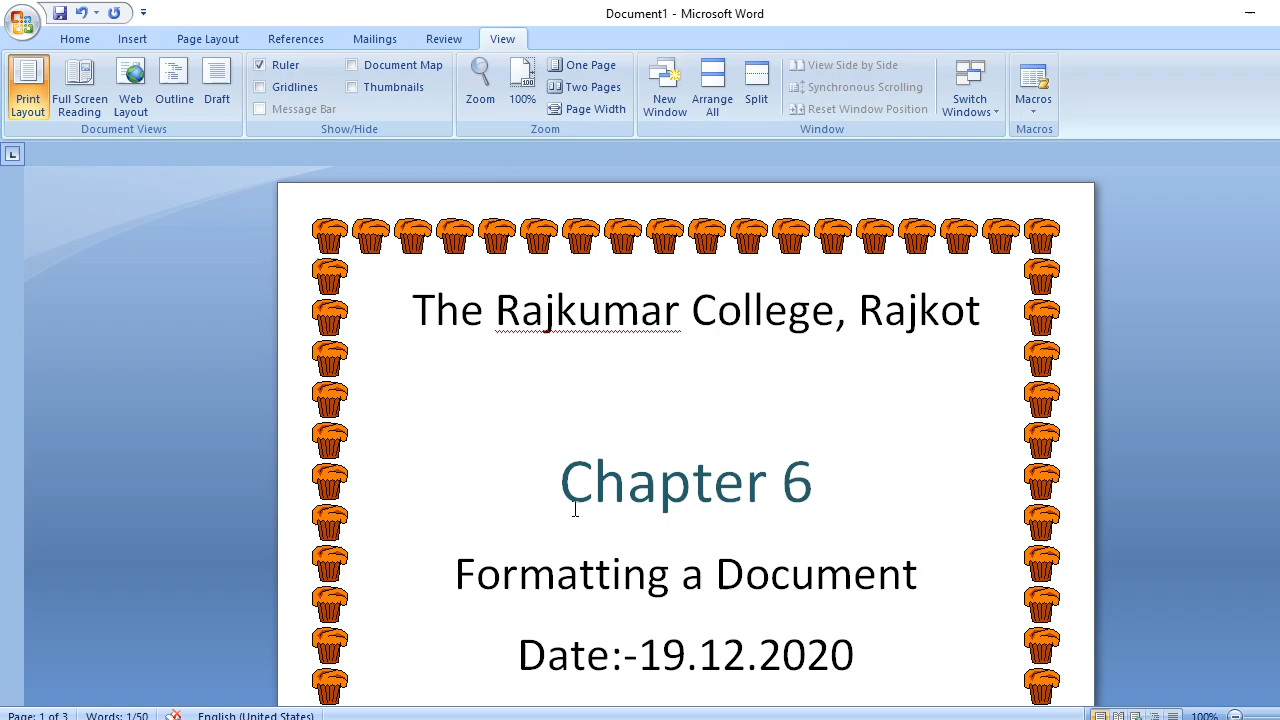 Document1 - Microsoft Word
Home Insert Page Layout References Mailings Review View
Print Layout
Full Screen Reading
Web Layout
Outline
Draft
Document Views
Ruler
Gridlines
Message Bar
Document Map
Thumbnails
Show/Hide
Zoom
100
100%
One Page
Two Pages
Page Width
Zoom
New Window
Arrange All
Split
View Side by Side
Synchronous Scrolling
Reset Window Position
Switch Windows
Window
Macros
Macros
The Rajkumar College, Rajkot
Chapter 6
Formatting a Document
Date:-19.12.2020
Page: 1 of 3 Words: 1/50 English (United States) 100%